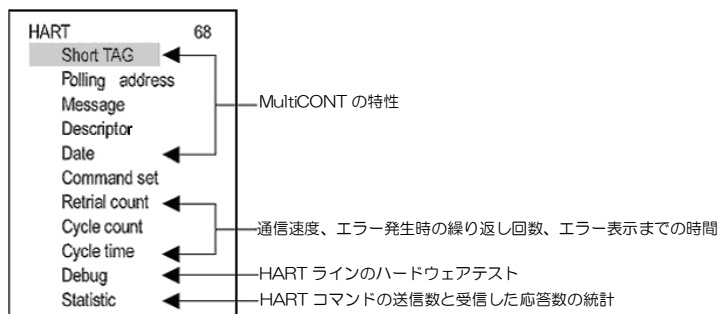 HART 68
Short TAG
Polling address
Message
Descriptor
Date
Command set
Retrial count
Cycle count
Cycle time
Debug
Statistic
MultiCONT の特性
通信速度、エラー発生時の繰り返し回数、エラー表示までの時間
HART ラインのハードウェアテスト
HART コマンドの送信数と受信した応答数の統計